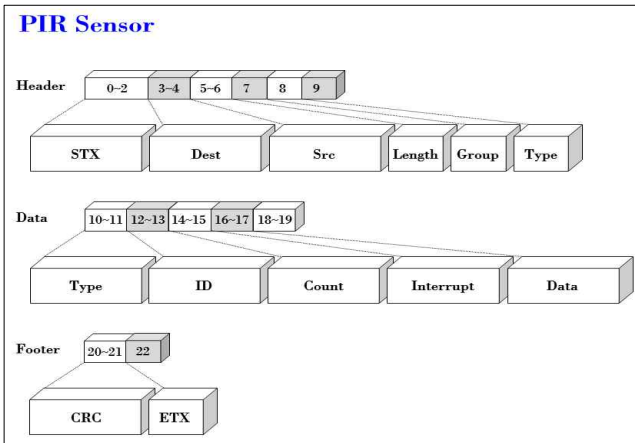 PIR Sensor
Header 0~2 3~4 5~6 7 8 9
STX Dest Src Length Group Type
Data 10~11 12~13 14~15 16~17 18~19
Type ID Count Interrupt Data
Footer 20~21 22
CRC ETX